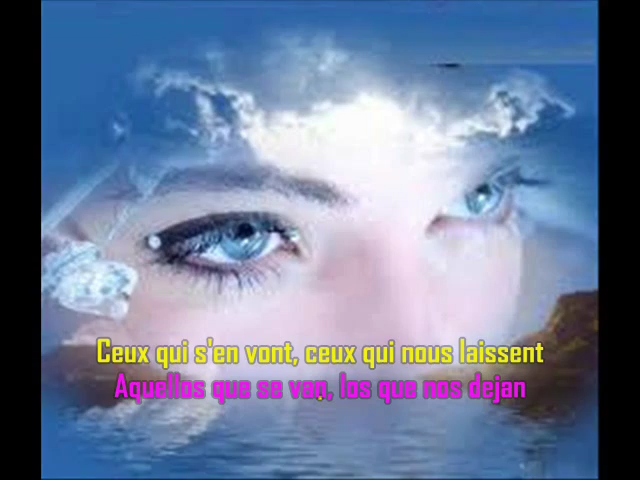 Ceux qui s'en vont, ceux qui nous laissent
Aquellos que se van, los que nos dejan